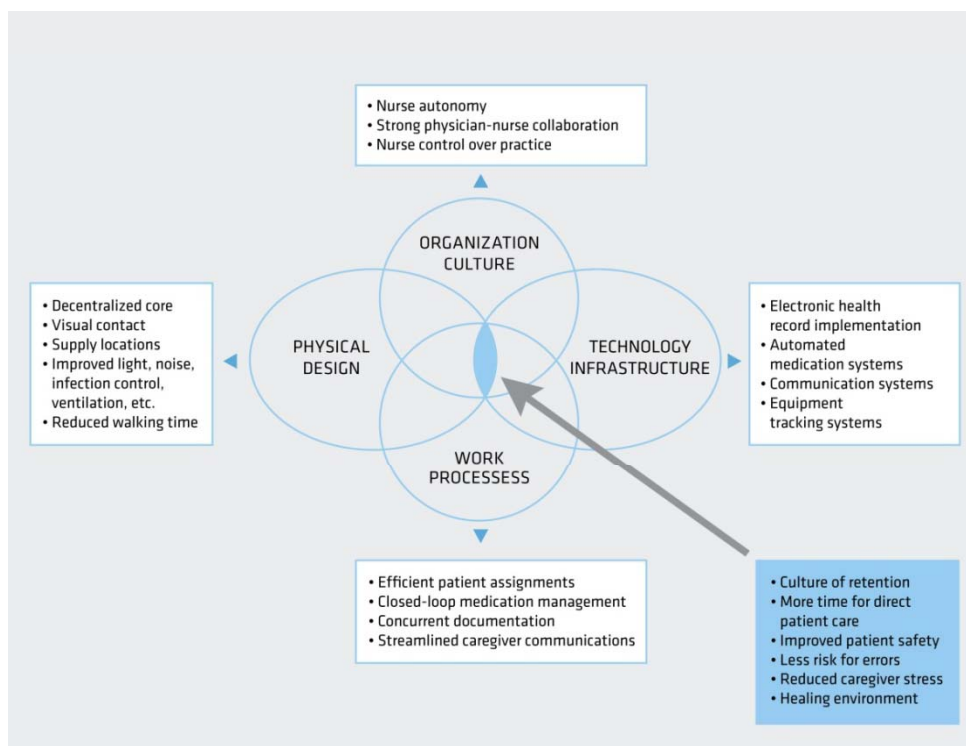 • Nurse autonomy
• Strong physician-nurse collaboration
• Nurse control over practice
ORGANIZATION
CULTURE
• Decentralized core
• Visual contact
• Supply locations
• Improved light, noise,
infection control,
ventilation, etc.
• Reduced walking time
PHYSICAL
DESIGN
TECHNOLOGY
INFRASTRUCTURE
• Electronic health
record implementation
• Automated
medication systems
• Communication systems
• Equipment
tracking systems
WORK
PROCESSESS
• Efficient patient assignments
• Closed-loop medication management
• Concurrent documentation
• Streamlined caregiver communications
• Culture of retention
• More time for direct
patient care
• Improved patient safety
• Less risk for errors
• Reduced caregiver stress
• Healing environment